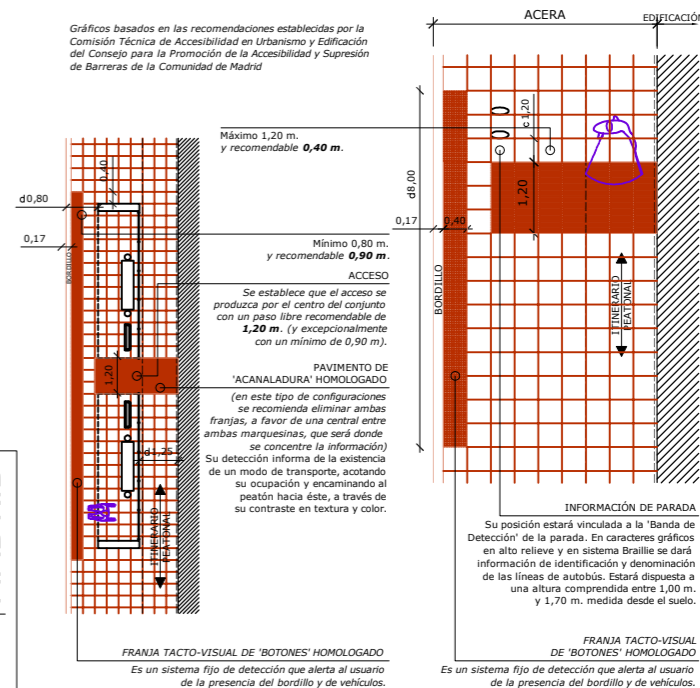 Gráficos basados en las recomendaciones establecidas por la
Comisión Técnica de Accesibilidad en Urbanismo y Edificación
del Consejo para la Promoción de la Accesibilidad y Supresión
de Barreras de la Comunidad de Madrid
ACERA
EDIFICACIÓN
Máximo 1,20 m.
y recomendable 0,40 m.
0,40
d0,80
0,17
BORDILLO
Mínimo 0,80 m.
y recomendable 0,90 m.
ACCESO
Se establece que el acceso se
produzca por el centro del conjunto
con un paso libre recomendable de
1,20 m. (y excepcionalmente
con un mínimo de 0,90 m).
1,20
PAVIMENTO DE
'ACANALADURA' HOMOLOGADO
(en este tipo de configuraciones
se recomienda eliminar ambas
franjas, a favor de una central entre
ambas marquesinas, que será donde
se concentre la información)
Su detección informa de la existencia
de un modo de transporte, acotando
su ocupación y encaminando al
peatón hacia éste, a través de
su contraste en textura y color.
d1,25
ITINERARIO
PEATONAL
FRANJA TACTO-VISUAL DE 'BOTONES' HOMOLOGADO
Es un sistema fijo de detección que alerta al usuario
de la presencia del bordillo y de vehículos.
c1,20
d8,00
1,20
0,17
0,40
BORDILLO
ITINERARIO
PEATONAL
INFORMACIÓN DE PARADA
Su posición estará vinculada a la 'Banda de
Detección' de la parada. En caracteres gráficos
en alto relieve y en sistema Braillie se dará
información de identificación y denominación
de las líneas de autobús. Estará dispuesta a
una altura comprendida entre 1,00 m.
y 1,70 m. medida desde el suelo.
FRANJA TACTO-VISUAL
DE 'BOTONES' HOMOLOGADO
Es un sistema fijo de detección que alerta al usuario
de la presencia del bordillo y de vehículos.